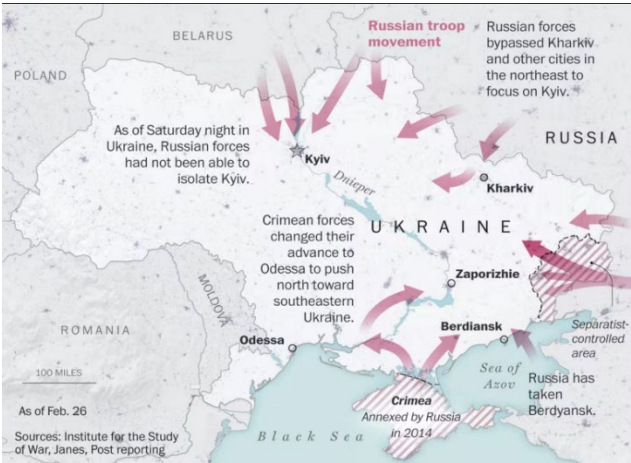 BELARUS
Russian troop
movement
Russian forces
bypassed Kharkiv
and other cities in
the northeast to
focus on Kyiv.
POLAND
As of Saturday night in
Ukraine, Russian forces
had not been able to
isolate Kyiv.
Kyiv
RUSSIA
Dnieper
Kharkiv
Crimean forces
changed their
advance to
Odessa to push
north toward
southeastern
Ukraine.
UKRAINE
MOLDOVA
Zaporizhie
ROMANIA
Odessa
Berdiansk
Separatist-
controlled
area
100 MILES
Sea of
Azov
Russia has
taken
Berdyansk.
Crimea
Annexed by Russia
in 2014
As of Feb. 26
Black Sea
Sources: Institute for the Study
of War, Janes, Post reporting